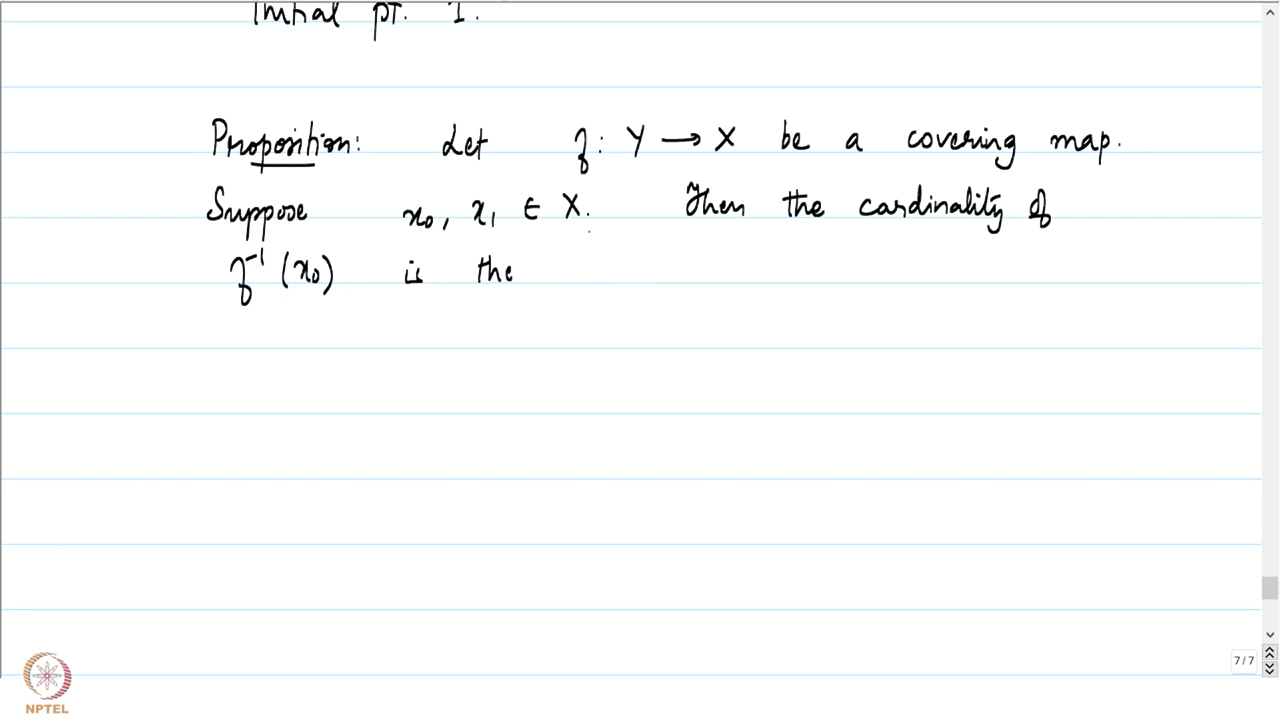 Initial pt. 1.
Proposition: Let q: Y → X be a covering map.
Suppose x₀, x₁ ∈ X. Then the cardinality of
q⁻¹(x₀) is the
7/7
NPTEL